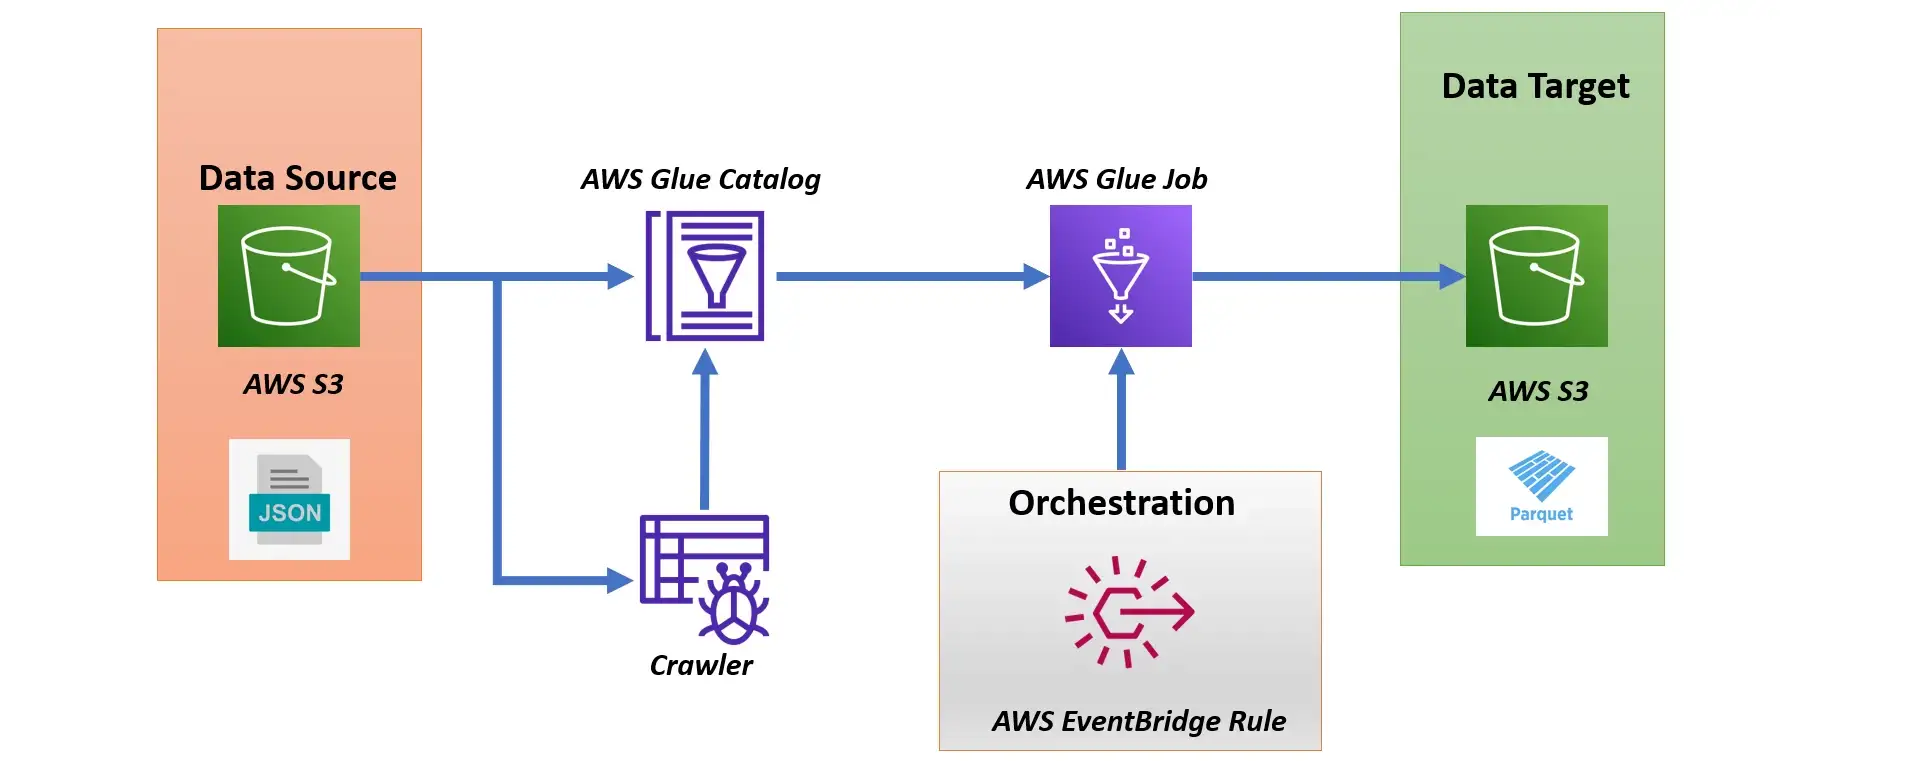 Data Source
AWS S3
JSON
AWS Glue Catalog
Crawler
AWS Glue Job
Orchestration
AWS EventBridge Rule
Data Target
AWS S3
Parquet